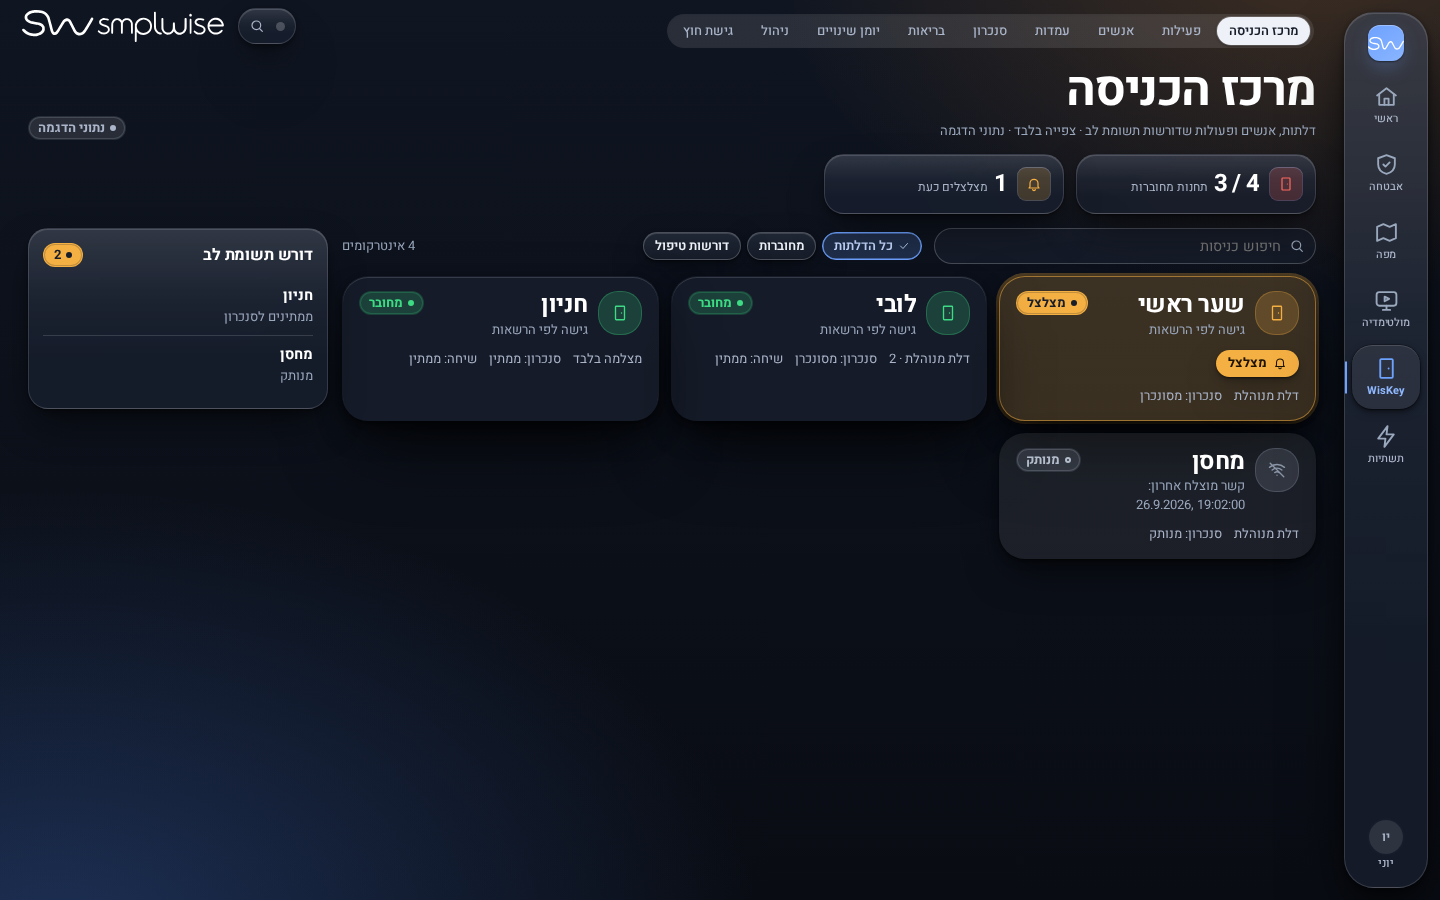 smplwise
מרכז הכניסה
פעילות
אנשים
עמדות
סנכרון
בריאות
יומן שינויים
ניהול
גישת חוץ
מרכז הכניסה
דלתות, אנשים ופעולות שדורשות תשומת לב · צפייה בלבד · נתוני הדגמה
נתוני הדגמה
3 / 4 תחנות מחוברות
1 מצלצלים כעת
חיפוש כניסות
כל הדלתות
מחוברות
דורשות טיפול
4 אינטרקומים
שער ראשי
מצלצל
גישה לפי הרשאות
מצלצל
דלת מנוהלת סנכרון: מסונכרן
לובי
מחובר
גישה לפי הרשאות
דלת מנוהלת · 2 סנכרון: מסונכרן שיחה: ממתין
חניון
מחובר
גישה לפי הרשאות
מצלמה בלבד סנכרון: ממתין שיחה: ממתין
מחסן
מנותק
קשר מוצלח אחרון:
26.9.2026, 19:02:00
דלת מנוהלת סנכרון: מנותק
דורש תשומת לב
2
חניון
ממתינים לסנכרון
מחסן
מנותק
SW
ראשי
אבטחה
מפה
מולטימדיה
WisKey
תשתיות
יו
יוני